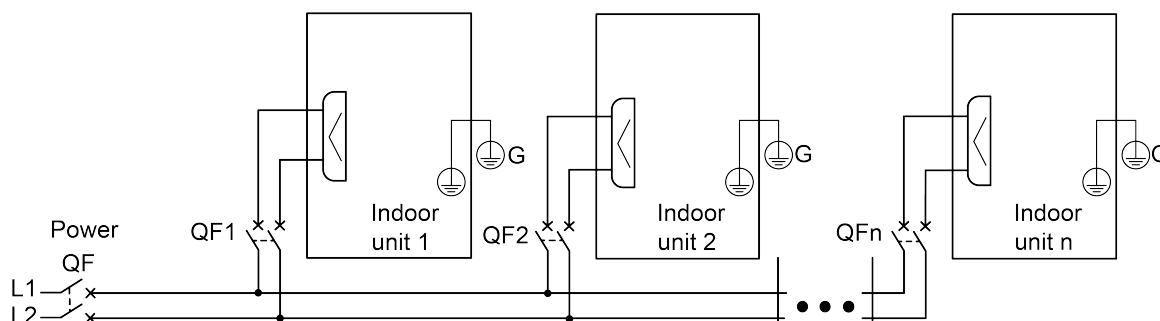 Power
QF
L1
L2
QF1
Indoor
unit 1
G
QF2
Indoor
unit 2
G
QFn
Indoor
unit n
G